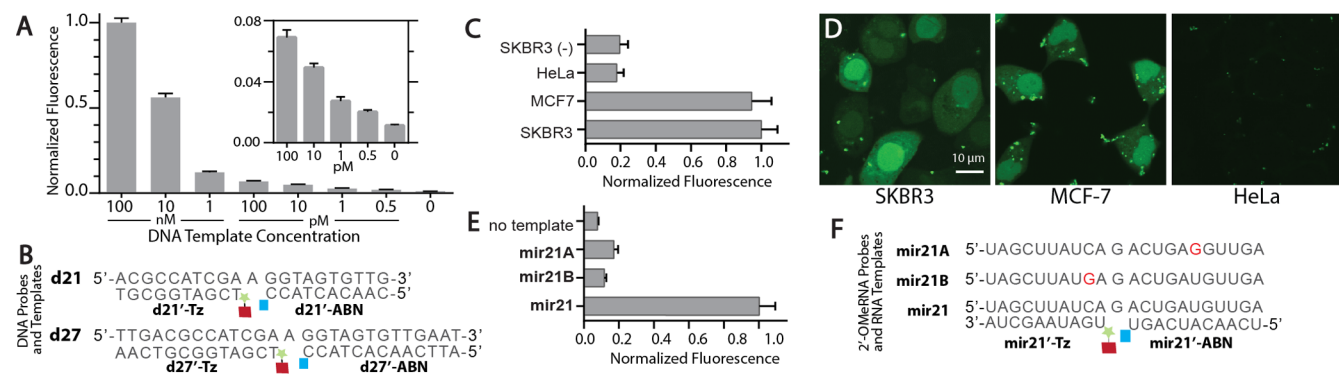 A
Normalized Fluorescence
1.0
0.5
0.0
100 10 1 100 10 1 0.5 0
nM pM
DNA Template Concentration
0.08
0.04
0.00
100 10 1 0.5 0
pM
B
DNA Probes
and Templates
d21 5’-ACGCCATCGA A GGTAGTGTTG-3’
TGCGGTAGCT CCATCACAAC-5’
d21’-Tz d21’-ABN
d27 5’-TTGACGCCATCGA A GGTAGTGTTGAAT-3’
AACTGCGGTAGCT CCATCACAACTTA-5’
d27’-Tz d27’-ABN
C
SKBR3 (-)
HeLa
MCF7
SKBR3
0.0 0.2 0.4 0.6 0.8 1.0
Normalized Fluorescence
D
10 µm
SKBR3 MCF-7 HeLa
E
no template
mir21A
mir21B
mir21
0.0 0.2 0.4 0.6 0.8 1.0
Normalized Fluorescence
F
2’-OMeRNA Probes
and RNA Templates
mir21A 5’-UAGCUUAUCA G ACUGAGGUUGA
mir21B 5’-UAGCUUAUGA G ACUGAUGUUGA
mir21 5’-UAGCUUAUCA G ACUGAUGUUGA
3’-AUCGAAUAGU UGACUACAACU-5’
mir21’-Tz mir21’-ABN